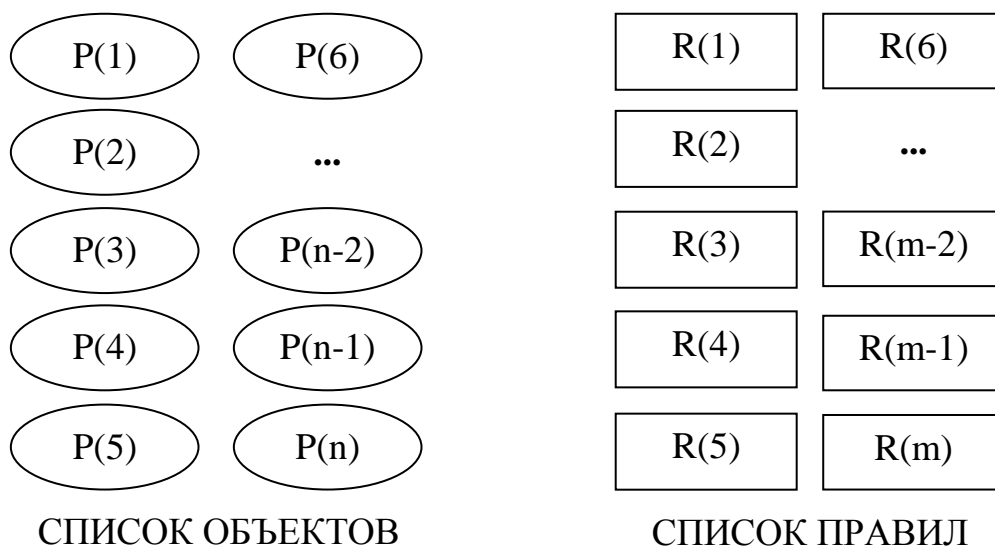 P(1) P(6) R(1) R(6)
P(2) ... R(2) ...
P(3) P(n-2) R(3) R(m-2)
P(4) P(n-1) R(4) R(m-1)
P(5) P(n) R(5) R(m)
СПИСОК ОБЪЕКТОВ СПИСОК ПРАВИЛ